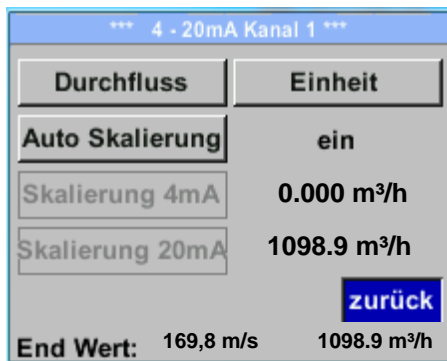 *** 4 - 20mA Kanal 1 ***
Durchfluss Einheit
Auto Skalierung ein
Skalierung 4mA 0.000 m³/h
Skalierung 20mA 1098.9 m³/h
zurück
End Wert: 169,8 m/s 1098.9 m³/h